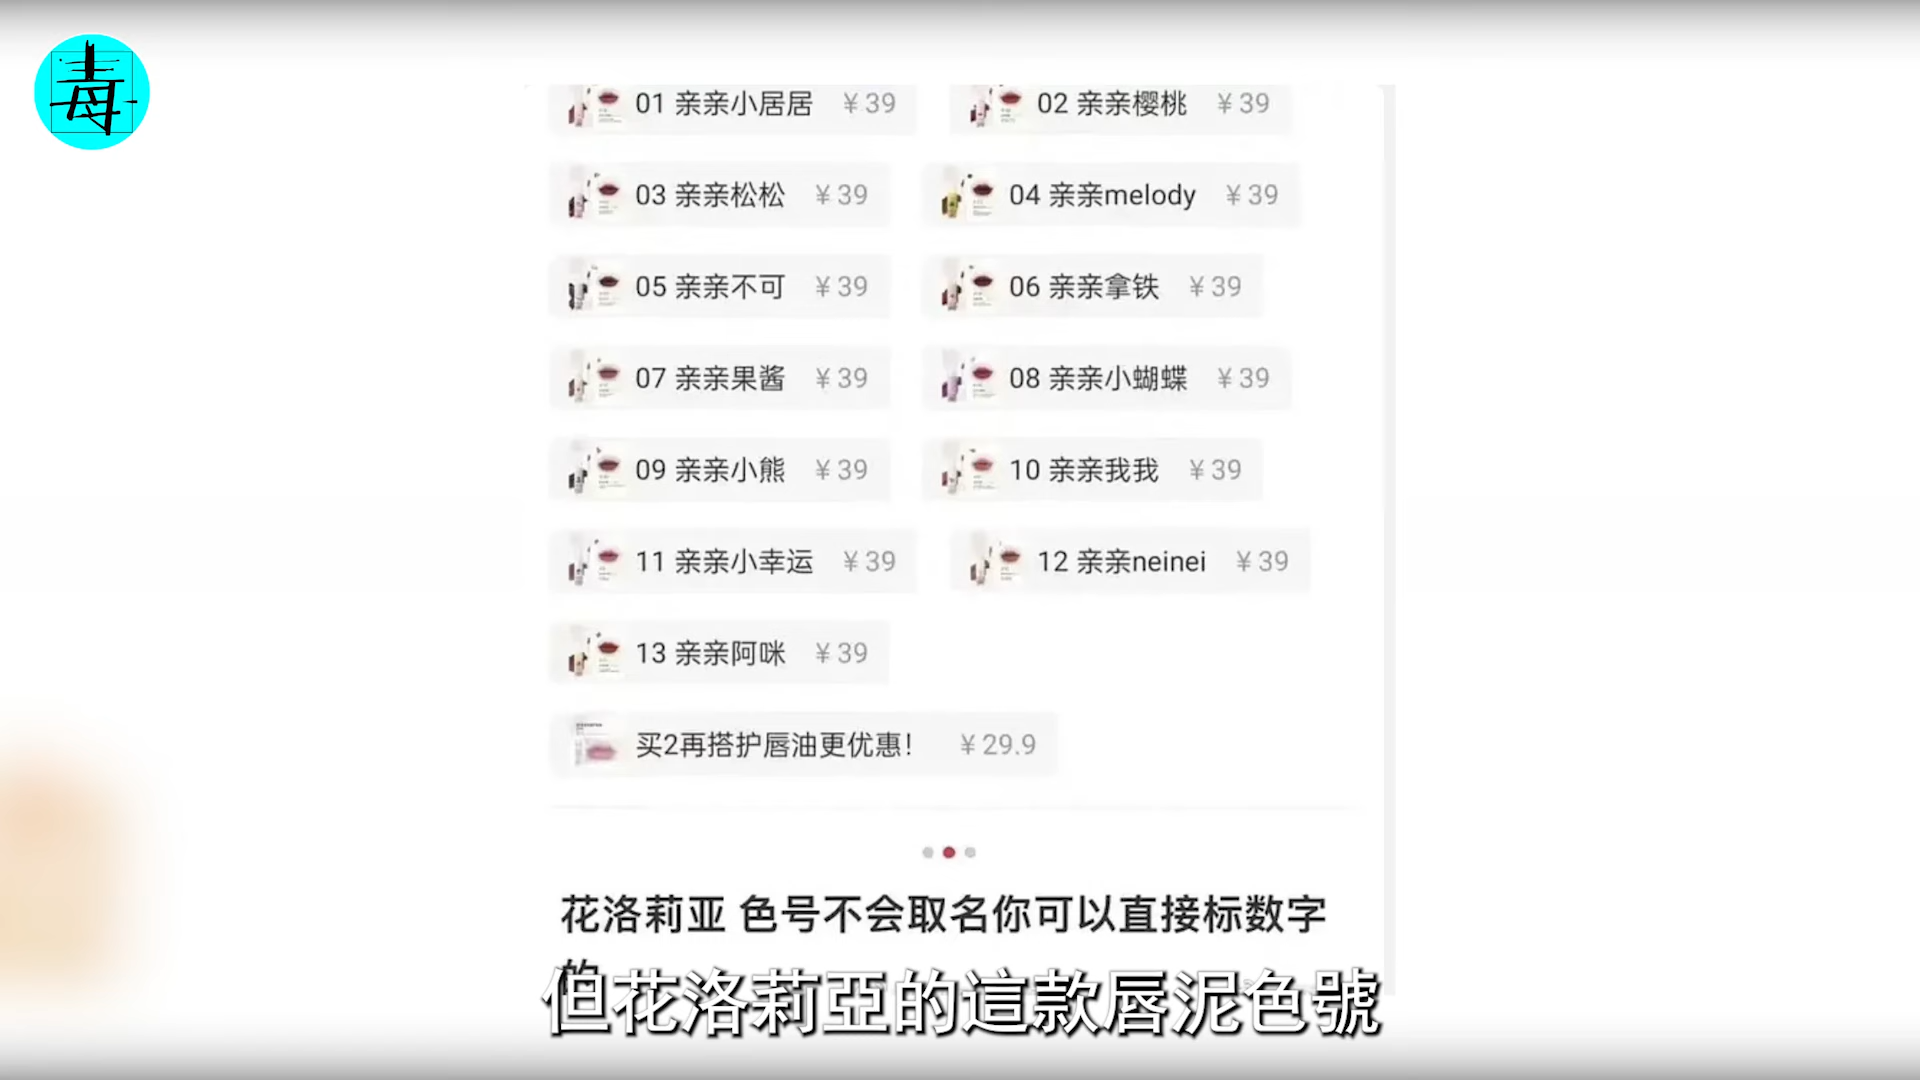 毒
01 亲亲小居居 ¥39
02 亲亲樱桃 ¥39
03 亲亲松松 ¥39
04 亲亲melody ¥39
05 亲亲不可 ¥39
06 亲亲拿铁 ¥39
07 亲亲果酱 ¥39
08 亲亲小蝴蝶 ¥39
09 亲亲小熊 ¥39
10 亲亲我我 ¥39
11 亲亲小幸运 ¥39
12 亲亲neinei ¥39
13 亲亲阿咪 ¥39
买2再搭护唇油更优惠！ ¥29.9
花洛莉亚 色号不会取名你可以直接标数字
的
但花洛莉亞的這款唇泥色號